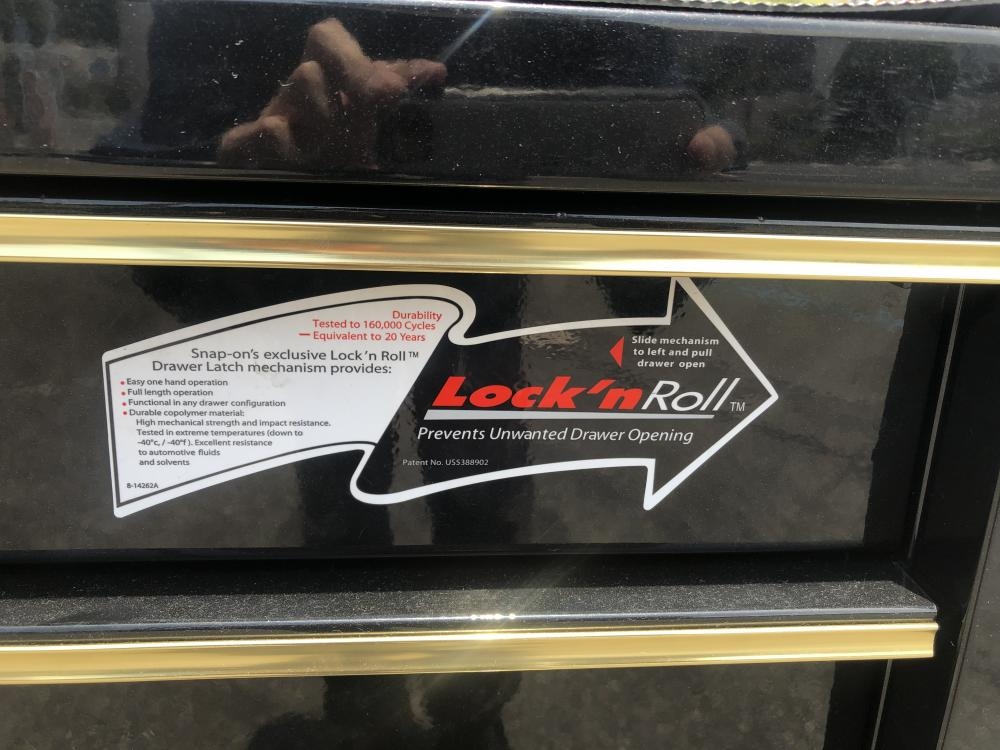 Durability
Tested to 160,000 Cycles
— Equivalent to 20 Years
Snap-on's exclusive Lock'n Roll™
Drawer Latch mechanism provides:
• Easy one hand operation
• Full length operation
• Functional in any drawer configuration
• Durable copolymer material:
High mechanical strength and impact resistance.
Tested in extreme temperatures (down to
-40°c, / -40°f ). Excellent resistance
to automotive fluids
and solvents
8-14262A
Slide mechanism
to left and pull
drawer open
Lock'n Roll™
Prevents Unwanted Drawer Opening
Patent No. US5388902